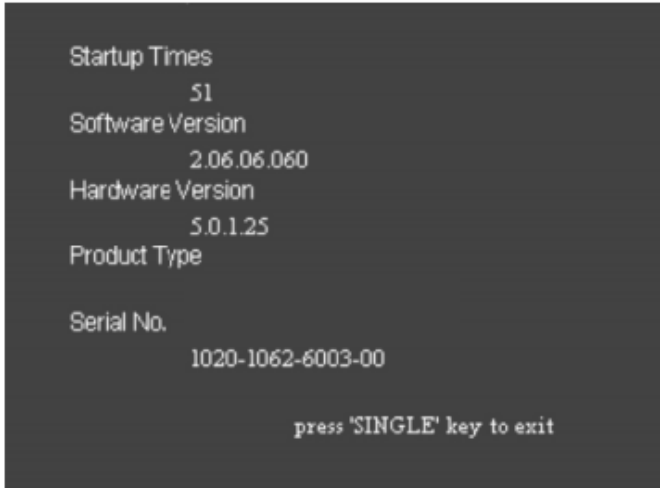 Startup Times
51
Software Version
2.06.06.060
Hardware Version
5.0.1.25
Product Type
Serial No.
1020-1062-6003-00
press 'SINGLE' key to exit